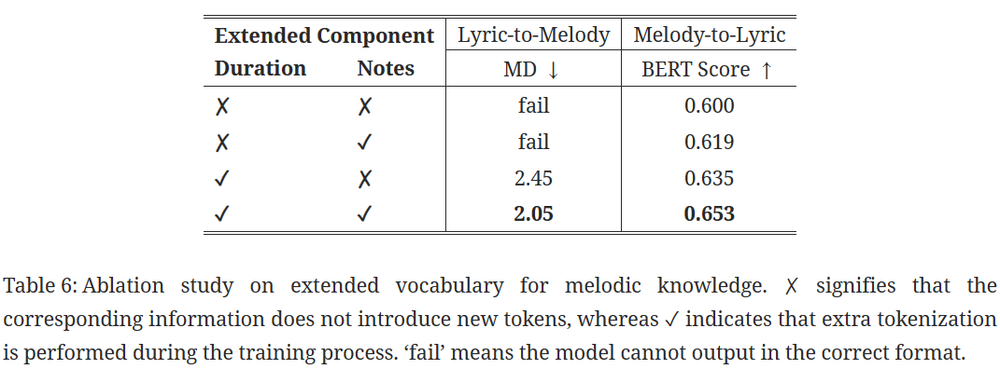 Extended Component Lyric-to-Melody Melody-to-Lyric
Duration Notes MD ↓ BERT Score ↑
✗ ✗ fail 0.600
✗ ✓ fail 0.619
✓ ✗ 2.45 0.635
✓ ✓ 2.05 0.653
Table 6: Ablation study on extended vocabulary for melodic knowledge. ✗ signifies that the
corresponding information does not introduce new tokens, whereas ✓ indicates that extra tokenization
is performed during the training process. ‘fail’ means the model cannot output in the correct format.